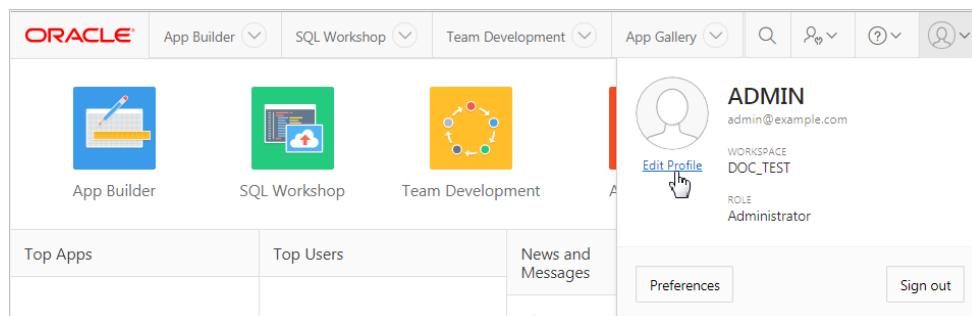 ORACLE
App Builder
SQL Workshop
Team Development
App Gallery
ADMIN
admin@example.com
Edit Profile
WORKSPACE
DOC_TEST
ROLE
Administrator
App Builder
SQL Workshop
Team Development
A
Top Apps
Top Users
News and
Messages
Preferences
Sign out